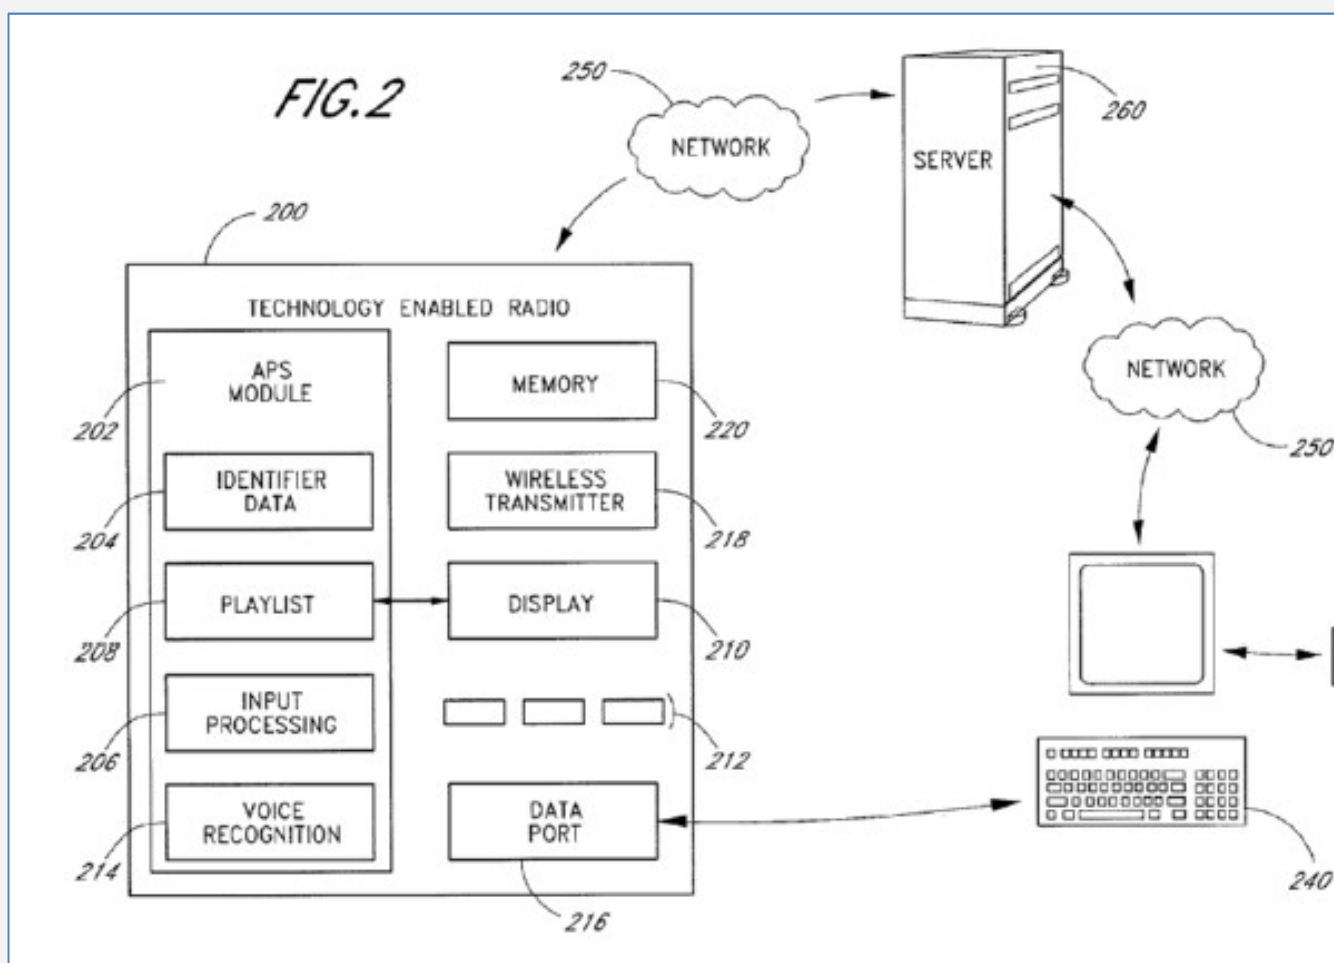 FIG.2
250
NETWORK
260
SERVER
200
TECHNOLOGY ENABLED RADIO
APS
MODULE
202
MEMORY
220
NETWORK
250
IDENTIFIER
DATA
204
WIRELESS
TRANSMITTER
218
PLAYLIST
208
DISPLAY
210
INPUT
PROCESSING
206
212
VOICE
RECOGNITION
214
DATA
PORT
216
240